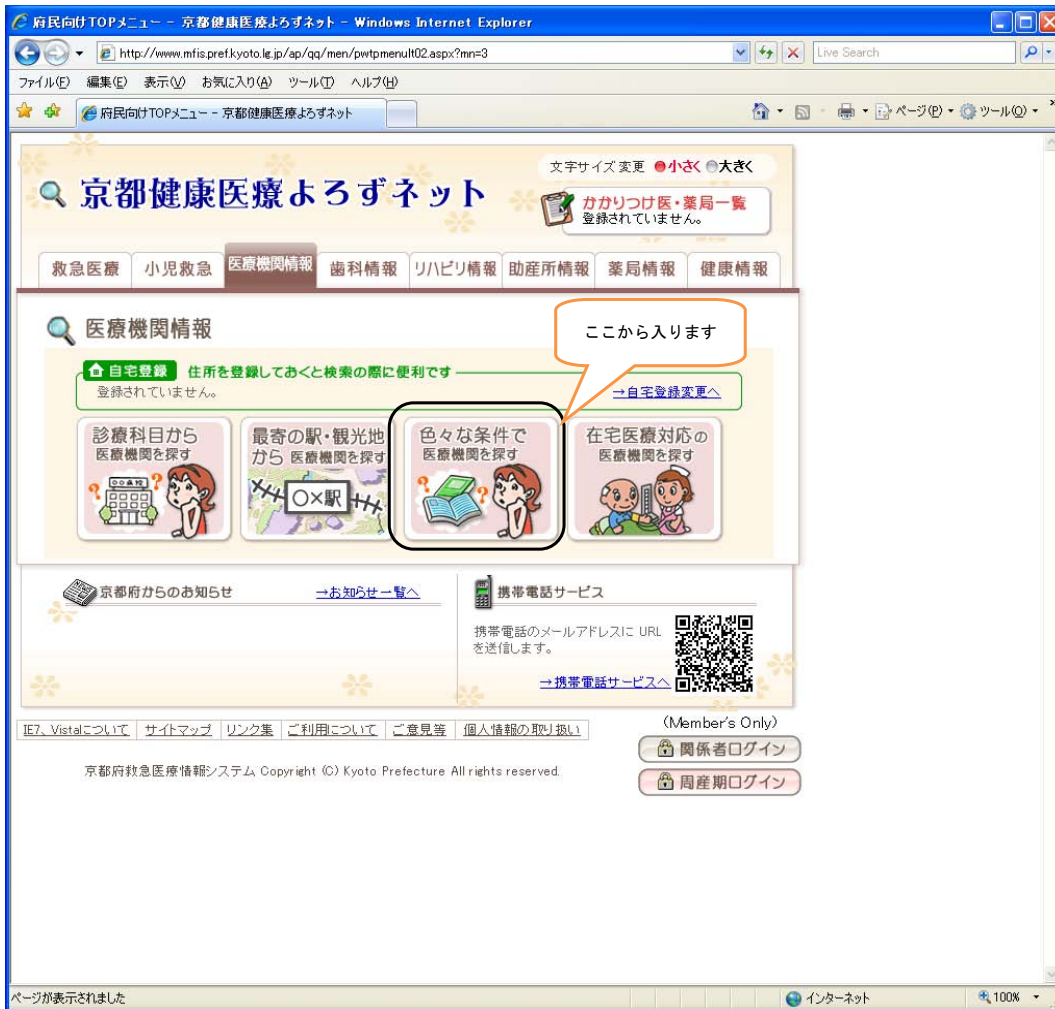 府民向けTOPメニュー - 京都健康医療よろずネット - Windows Internet Explorer
http://www.mfis.pref.kyoto.lg.jp/ap/qq/men/pwtpmenult02.aspx?mn=3
Live Search
ファイル(F) 編集(E) 表示(V) お気に入り(A) ツール(T) ヘルプ(H)
府民向けTOPメニュー - 京都健康医療よろずネット
ページ(P) ツール(O)
文字サイズ変更 小さく 大きく
京都健康医療よろずネット
かかりつけ医・薬局一覧
登録されていません。
救急医療 小児救急 医療機関情報 歯科情報 リハビリ情報 助産所情報 薬局情報 健康情報
医療機関情報
ここから入ります
自宅登録 住所を登録しておくと検索の際に便利です
登録されていません。
→自宅登録変更へ
診療科目から
医療機関を探す
最寄の駅・観光地
から 医療機関を探す
〇×駅
色々な条件で
医療機関を探す
在宅医療対応の
医療機関を探す
京都府からのお知らせ
→お知らせ一覧へ
携帯電話サービス
携帯電話のメールアドレスに URL
を送信します。
→携帯電話サービスへ
IE7、Vistaについて サイトマップ リンク集 ご利用について ご意見等 個人情報の取り扱い
(Member's Only)
関係者ログイン
周産期ログイン
京都府救急医療情報システム Copyright (C) Kyoto Prefecture All rights reserved.
ページが表示されました
インターネット
100%